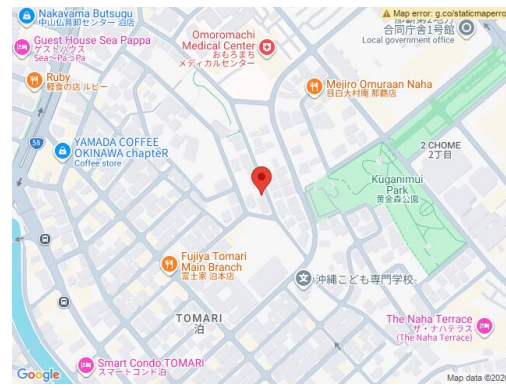 Nakayama Butsugu
中山仏具卸センター 泊店
Guest House Sea Pappa
ゲストハウス
Sea〜Paっpa
Ruby
軽食の店 ルビー
YAMADA COFFEE
OKINAWA chapteR
Coffee store
58
Omoromachi
Medical Center
おもろまち
メディカルセンター
Map error: g.co/staticmaperro
合同庁舎1号館
Local government office
Mejiro Omuraan Naha
目白大村庵 那覇店
2 CHOME
2丁目
Kuganimui
Park
黄金森公園
Fujiya Tomari
Main Branch
富士家 泊本店
沖縄こども専門学校
TOMARI
泊
The Naha Terrace
ザ・ナハテラス
(The Naha Terrace)
Smart Condo TOMARI
スマートコンド泊
Google
Map data ©2026